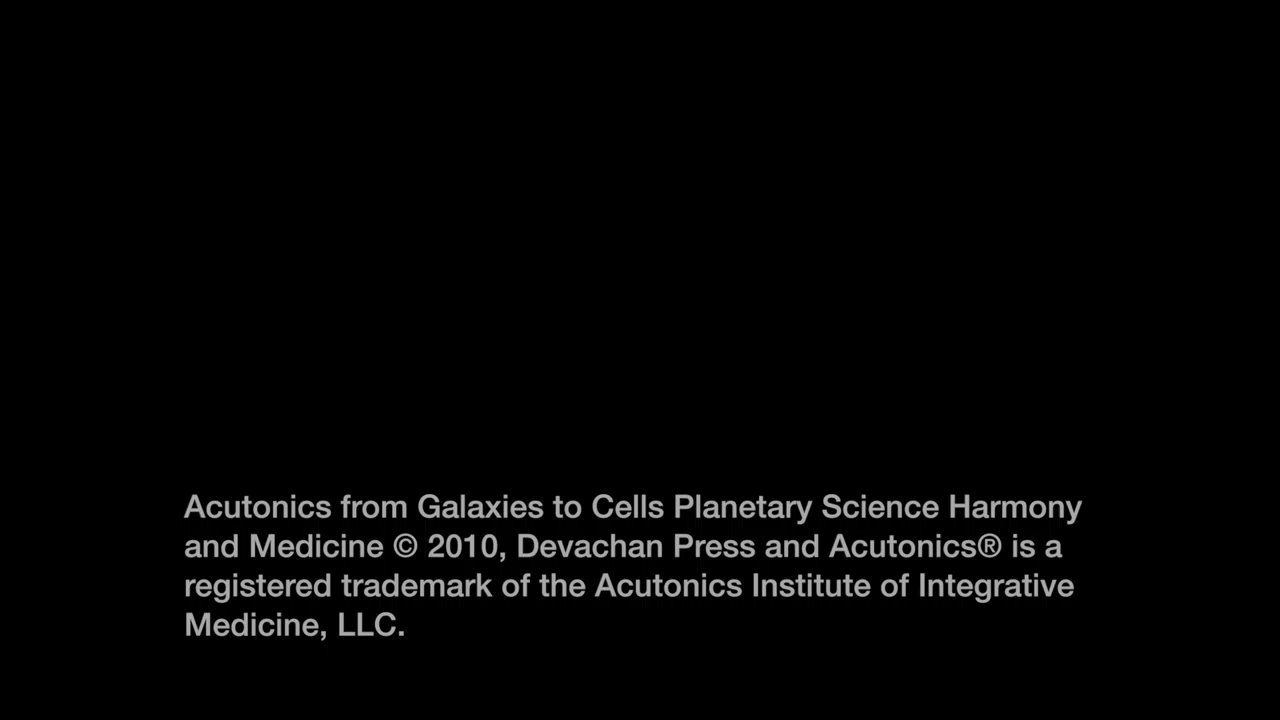 Acutonics from Galaxies to Cells Planetary Science Harmony
and Medicine © 2010, Devachan Press and Acutonics® is a
registered trademark of the Acutonics Institute of Integrative
Medicine, LLC.